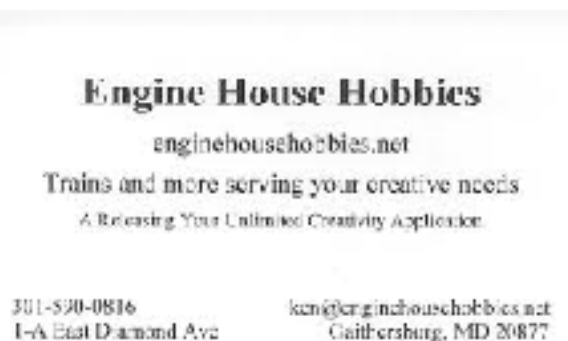 Engine House Hobbies
enginehousehobbies.net
Trains and more serving your creative needs
A Releasing Your Unlimited Creativity Application
301-590-0816
ken@enginehousehobbies.net
1-A East Diamond Ave
Gaithersburg, MD 20877